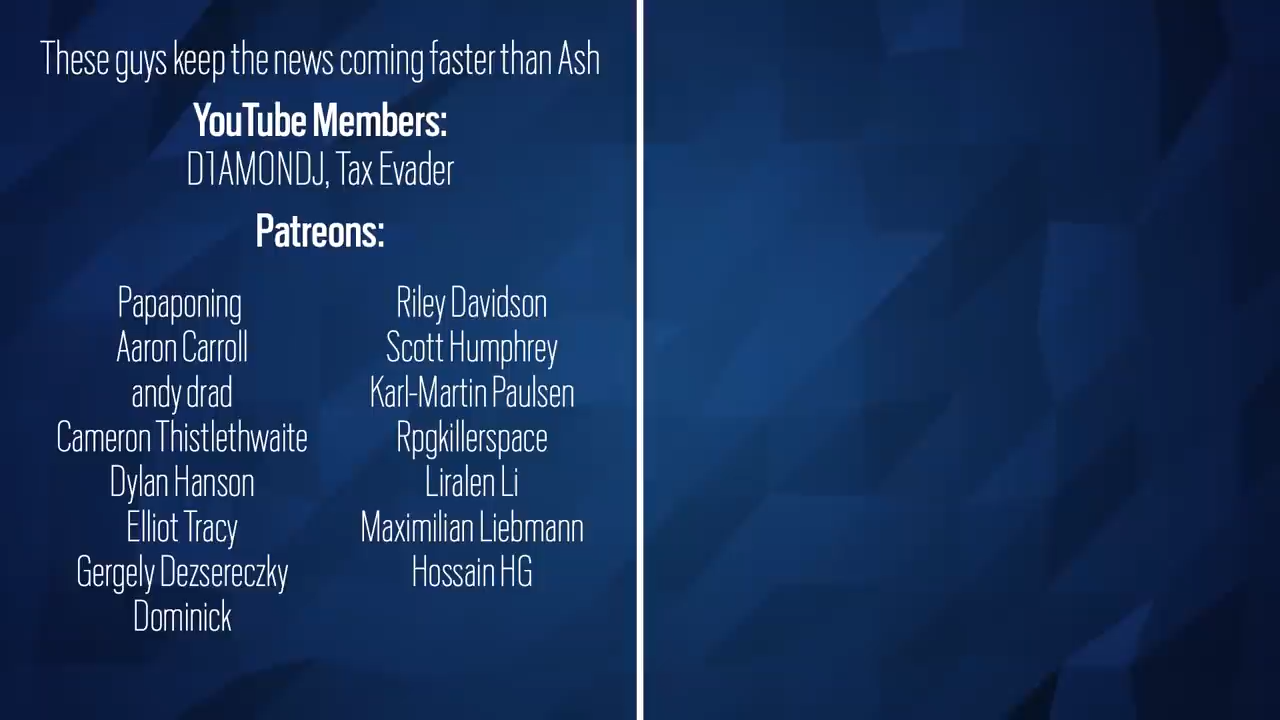 These guys keep the news coming faster than Ash
YouTube Members:
D1AMONDJ, Tax Evader
Patreons:
Papaponing
Aaron Carroll
andy drad
Cameron Thistlethwaite
Dylan Hanson
Elliot Tracy
Gergely Dezsereczky
Dominick
Riley Davidson
Scott Humphrey
Karl-Martin Paulsen
Rpgkillerspace
Liralen Li
Maximilian Liebmann
Hossain HG